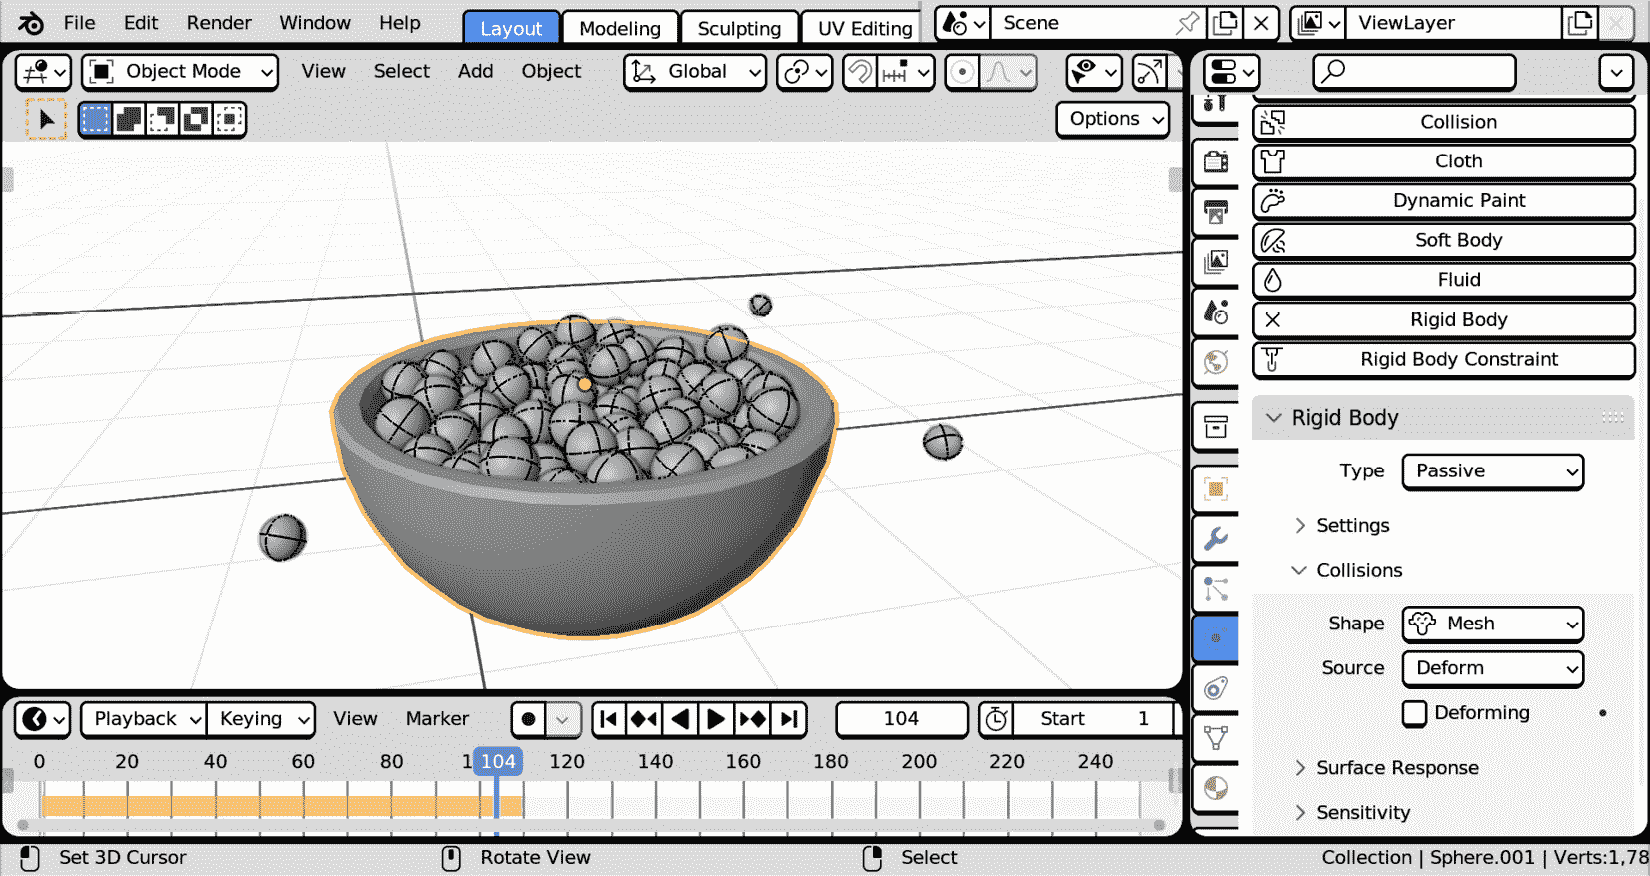 File Edit Render Window Help Layout Modeling Sculpting UV Editing Scene ViewLayer
Object Mode View Select Add Object Global
Options
Collision
Cloth
Dynamic Paint
Soft Body
Fluid
Rigid Body
Rigid Body Constraint
Rigid Body
Type Passive
Settings
Collisions
Shape Mesh
Source Deform
Deforming
Surface Response
Sensitivity
Playback Keying View Marker 104 Start 1
0 20 40 60 80 1 104 120 140 160 180 200 220 240
Set 3D Cursor Rotate View Select Collection | Sphere.001 | Verts:1,78